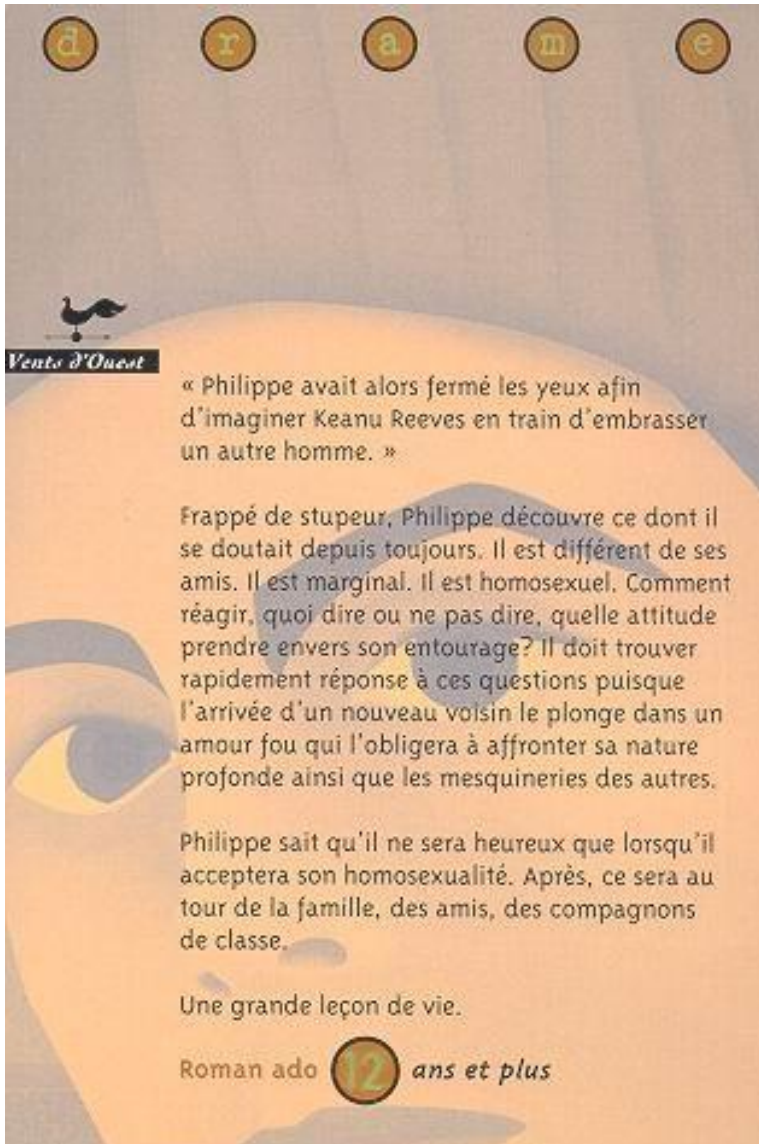 d r a m e
Vents d'Ouest
« Philippe avait alors fermé les yeux afin
d'imaginer Keanu Reeves en train d'embrasser
un autre homme. »
Frappé de stupeur, Philippe découvre ce dont il
se doutait depuis toujours. Il est différent de ses
amis. Il est marginal. Il est homosexuel. Comment
réagir, quoi dire ou ne pas dire, quelle attitude
prendre envers son entourage? Il doit trouver
rapidement réponse à ces questions puisque
l'arrivée d'un nouveau voisin le plonge dans un
amour fou qui l'obligera à affronter sa nature
profonde ainsi que les mesquineries des autres.
Philippe sait qu'il ne sera heureux que lorsqu'il
acceptera son homosexualité. Après, ce sera au
tour de la famille, des amis, des compagnons
de classe.
Une grande leçon de vie.
Roman ado 12 ans et plus